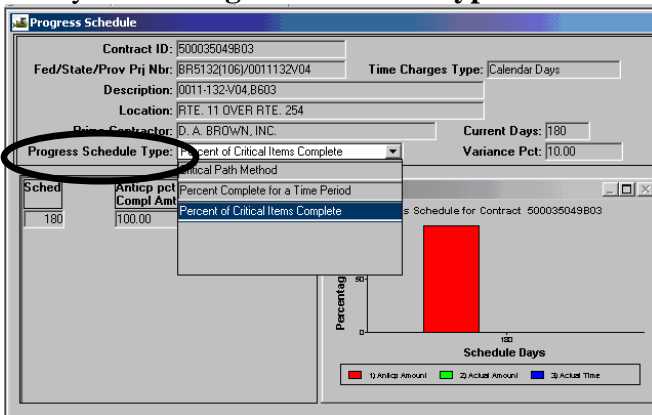 Progress Schedule
Contract ID: 500035049B03
Fed/State/Prov Prj Nbr: BR5132(106)/0011132V04 Time Charges Type: Calendar Days
Description: 0011-132-V04,B603
Location: RTE. 11 OVER RTE. 254
Contractor: D. A. BROWN, INC. Current Days: 180
Progress Schedule Type: Percent of Critical Items Complete Variance Pct: 10.00
Critical Path Method
Percent Complete for a Time Period
Percent of Critical Items Complete
Sched Anticp pct
Compl Amt
180 100.00
Schedule for Contract 500035049B03
50
0
180
Schedule Days
1) Anticp Amount 2) Actual Amount 3) Actual Time